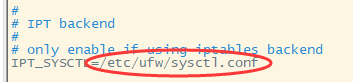 #
# IPT backend
#
# only enable if using iptables backend
IPT_SYSCTL=/etc/ufw/sysctl.conf